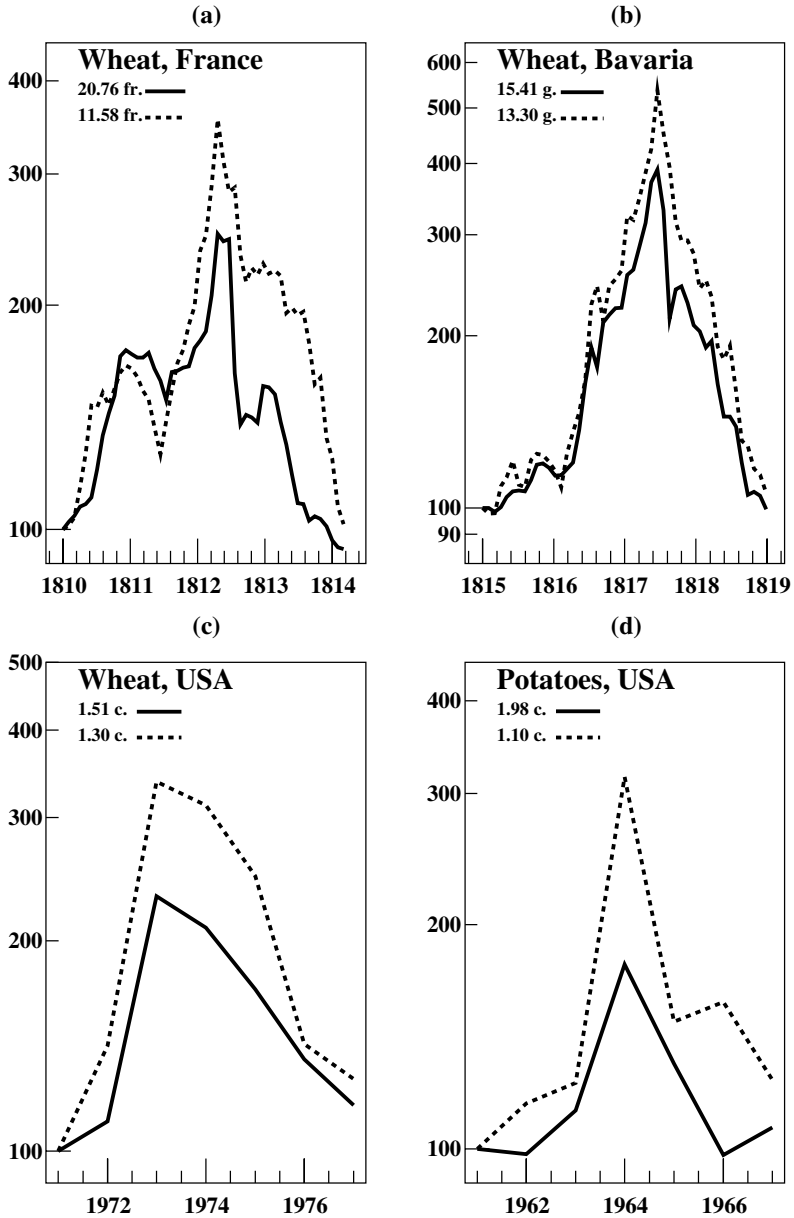 (a)
Wheat, France
20.76 fr.
11.58 fr.
400
300
200
100
1810 1811 1812 1813 1814
(b)
Wheat, Bavaria
15.41 g.
13.30 g.
600
500
400
300
200
100
90
1815 1816 1817 1818 1819
(c)
Wheat, USA
1.51 c.
1.30 c.
500
400
300
200
100
1972 1974 1976
(d)
Potatoes, USA
1.98 c.
1.10 c.
400
300
200
100
1962 1964 1966